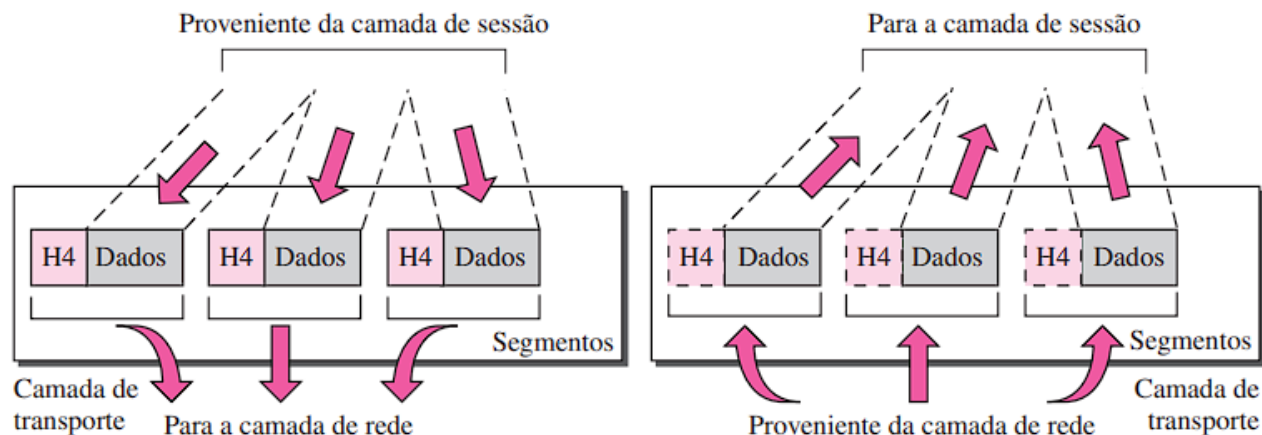 Proveniente da camada de sessão
H4 Dados H4 Dados H4 Dados
Segmentos
Camada de
transporte
Para a camada de rede
Para a camada de sessão
H4 Dados H4 Dados H4 Dados
Segmentos
Camada de
transporte
Proveniente da camada de rede